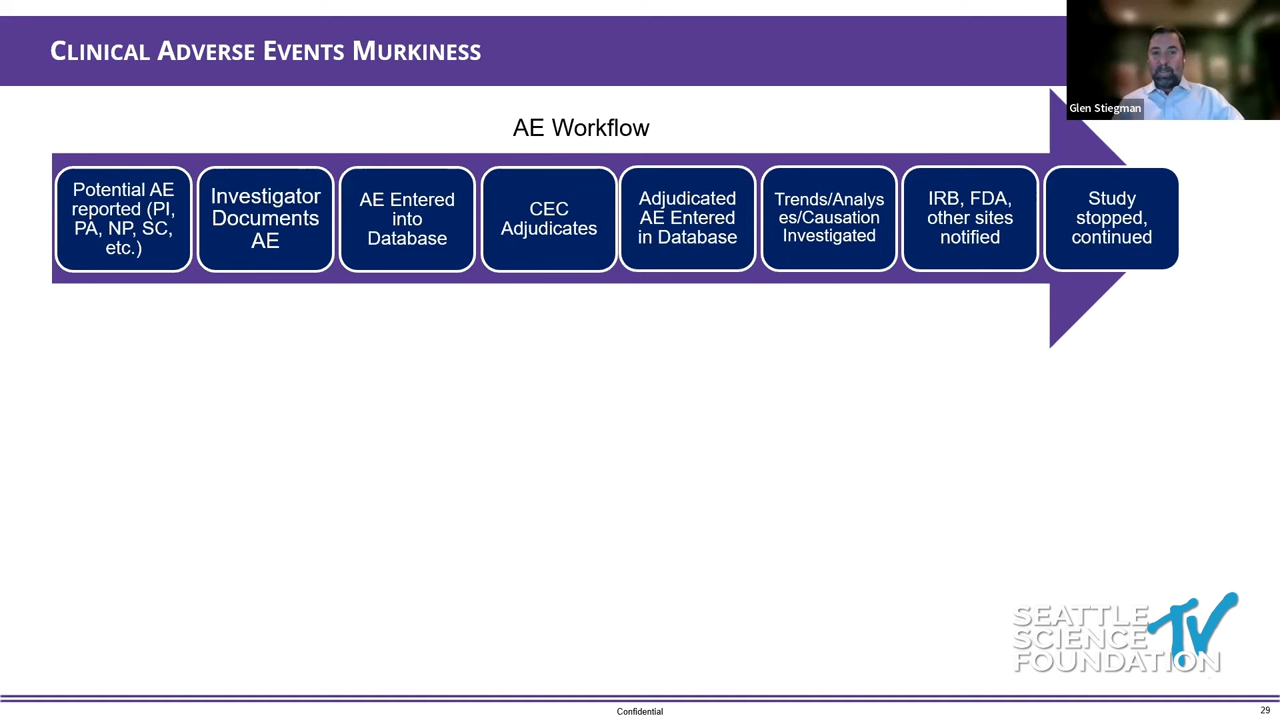 CLINICAL ADVERSE EVENTS MURKINESS
Glen Stiegman
AE Workflow
Potential AE
reported (PI,
PA, NP, SC,
etc.)
Investigator
Documents
AE
AE Entered
into
Database
CEC
Adjudicates
Adjudicated
AE Entered
in Database
Trends/Analys
es/Causation
Investigated
IRB, FDA,
other sites
notified
Study
stopped,
continued
SEATTLE
SCIENCE
FOUNDATION
TV
Confidential
29